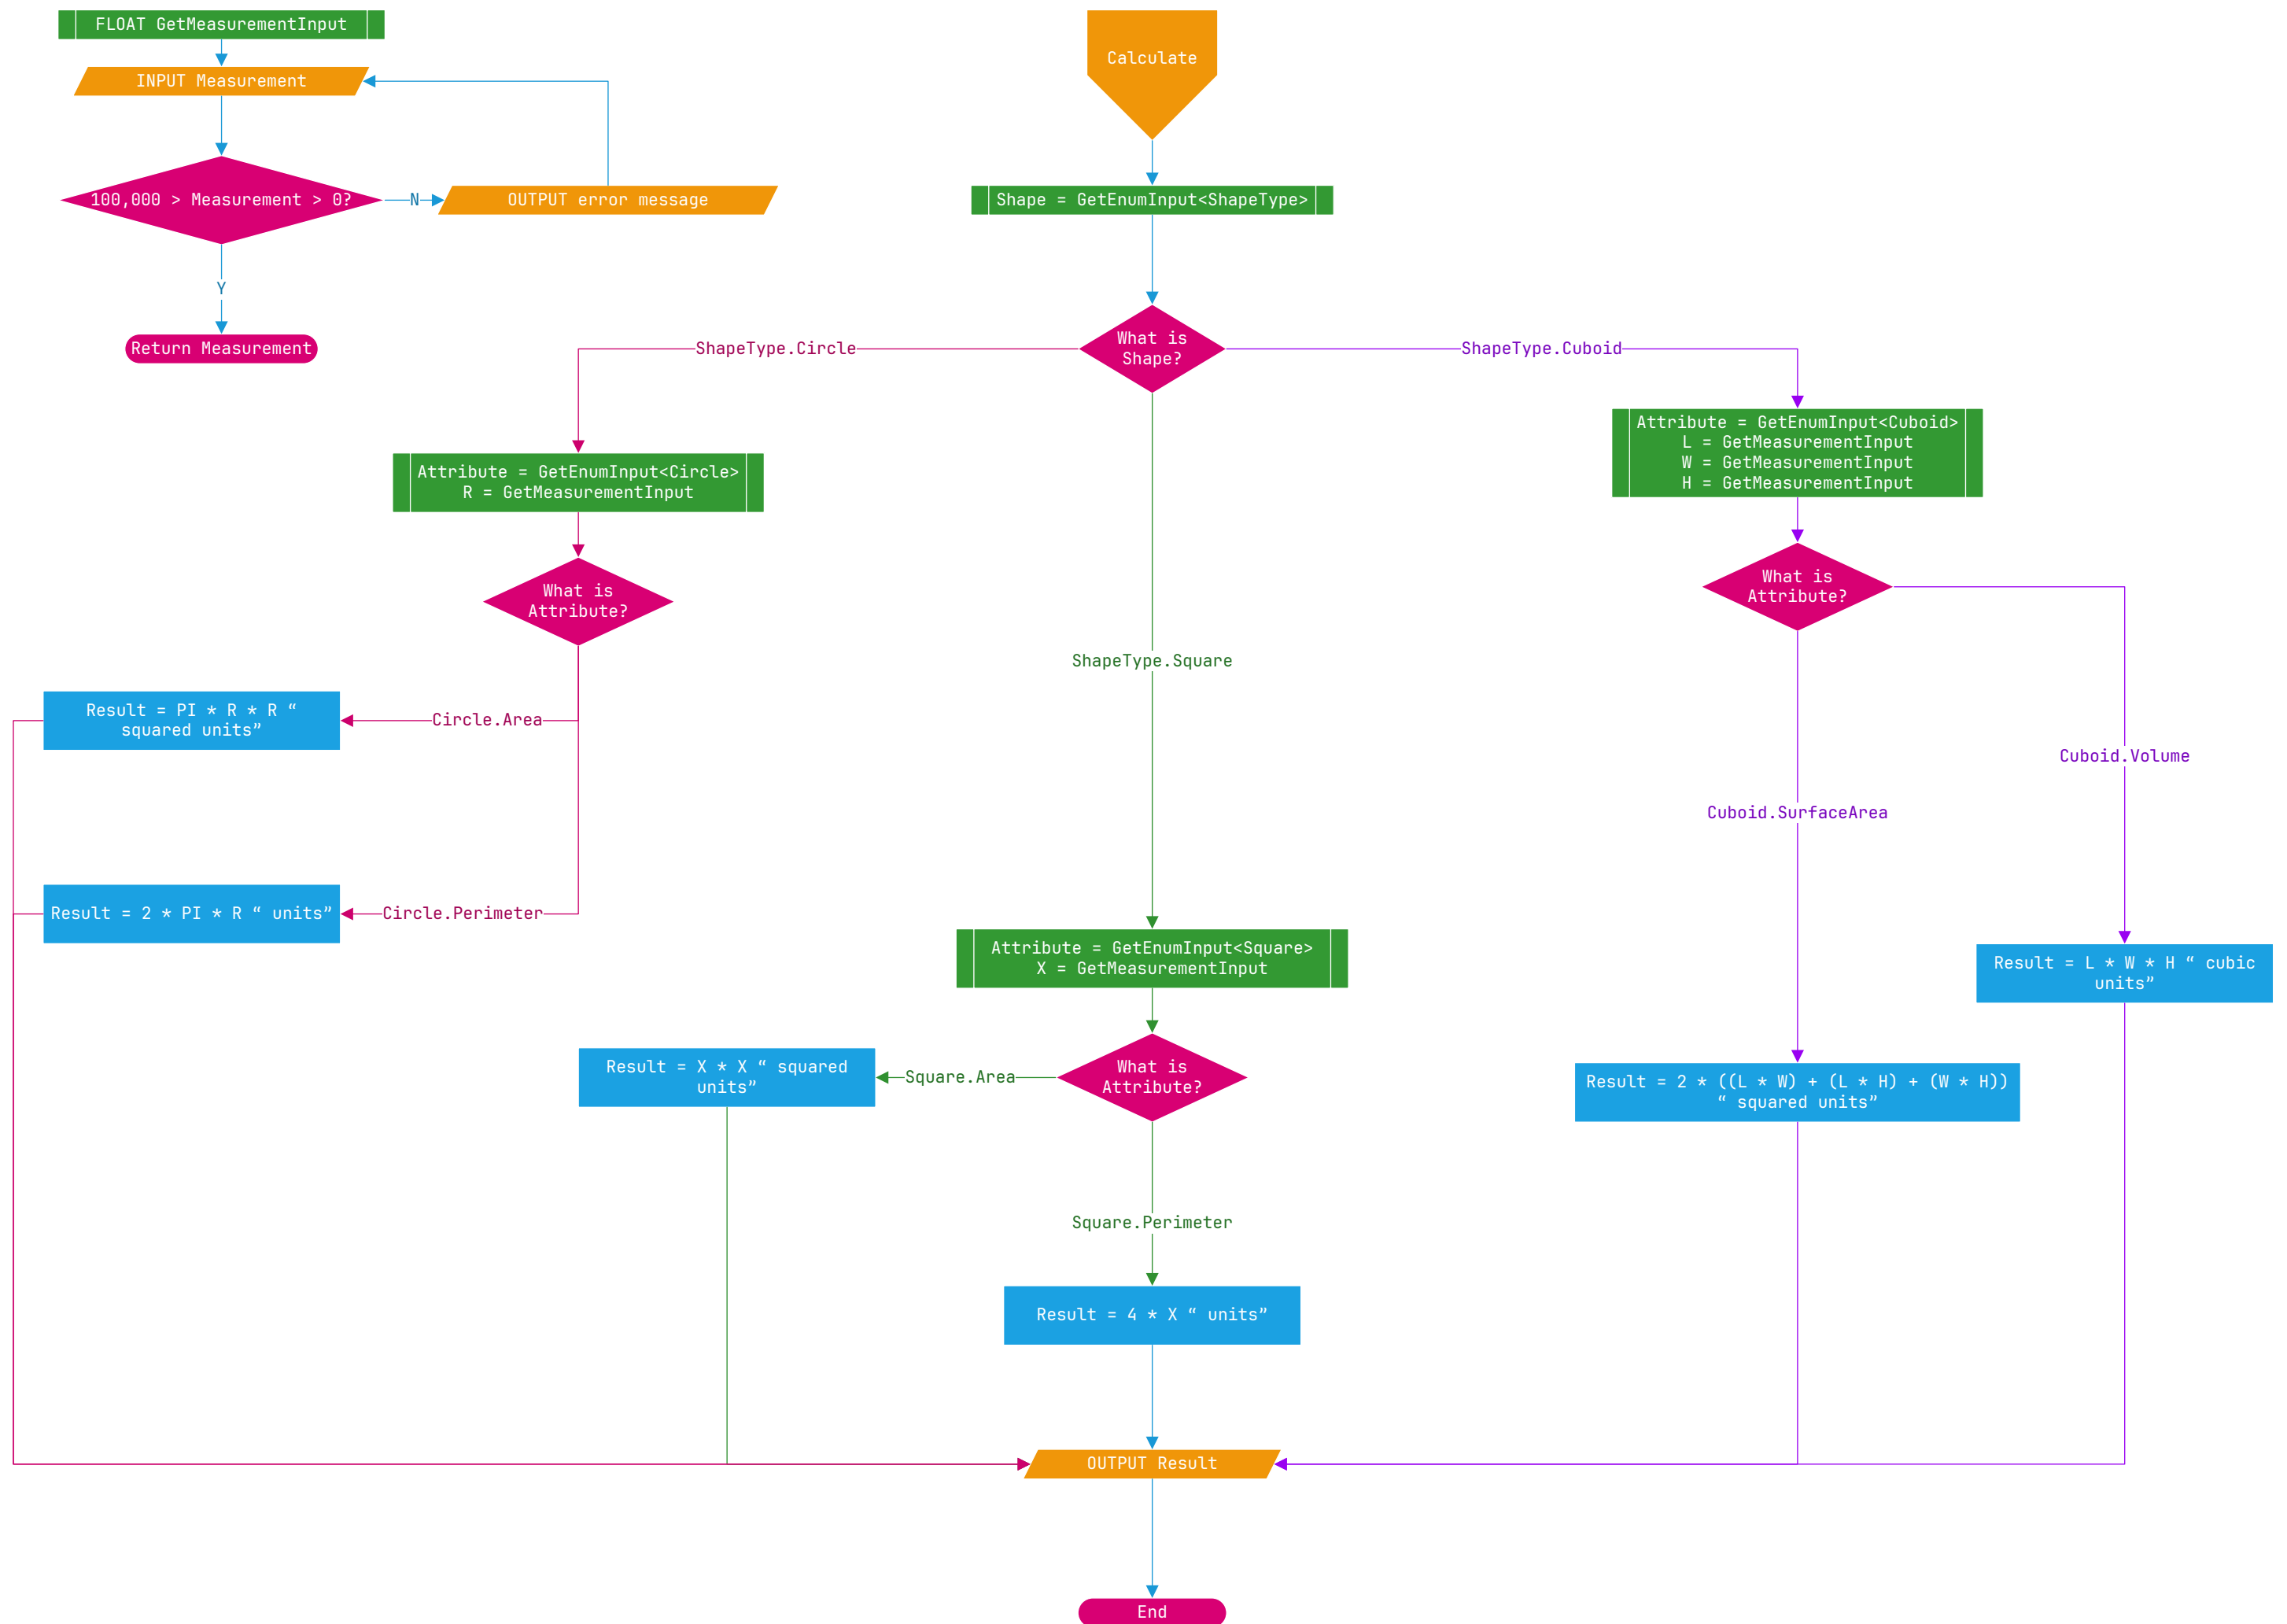 FLOAT GetMeasurementInput
INPUT Measurement
100,000 > Measurement > 0?
N
OUTPUT error message
Y
Return Measurement
Calculate
Shape = GetEnumInput<ShapeType>
What is
Shape?
ShapeType.Circle
ShapeType.Cuboid
ShapeType.Square
Attribute = GetEnumInput<Circle>
R = GetMeasurementInput
What is
Attribute?
Circle.Area
Result = PI * R * R “
squared units”
Circle.Perimeter
Result = 2 * PI * R “ units”
Attribute = GetEnumInput<Square>
X = GetMeasurementInput
What is
Attribute?
Square.Area
Result = X * X “ squared
units”
Square.Perimeter
Result = 4 * X “ units”
Attribute = GetEnumInput<Cuboid>
L = GetMeasurementInput
W = GetMeasurementInput
H = GetMeasurementInput
What is
Attribute?
Cuboid.Volume
Cuboid.SurfaceArea
Result = L * W * H “ cubic
units”
Result = 2 * ((L * W) + (L * H) + (W * H))
“ squared units”
OUTPUT Result
End